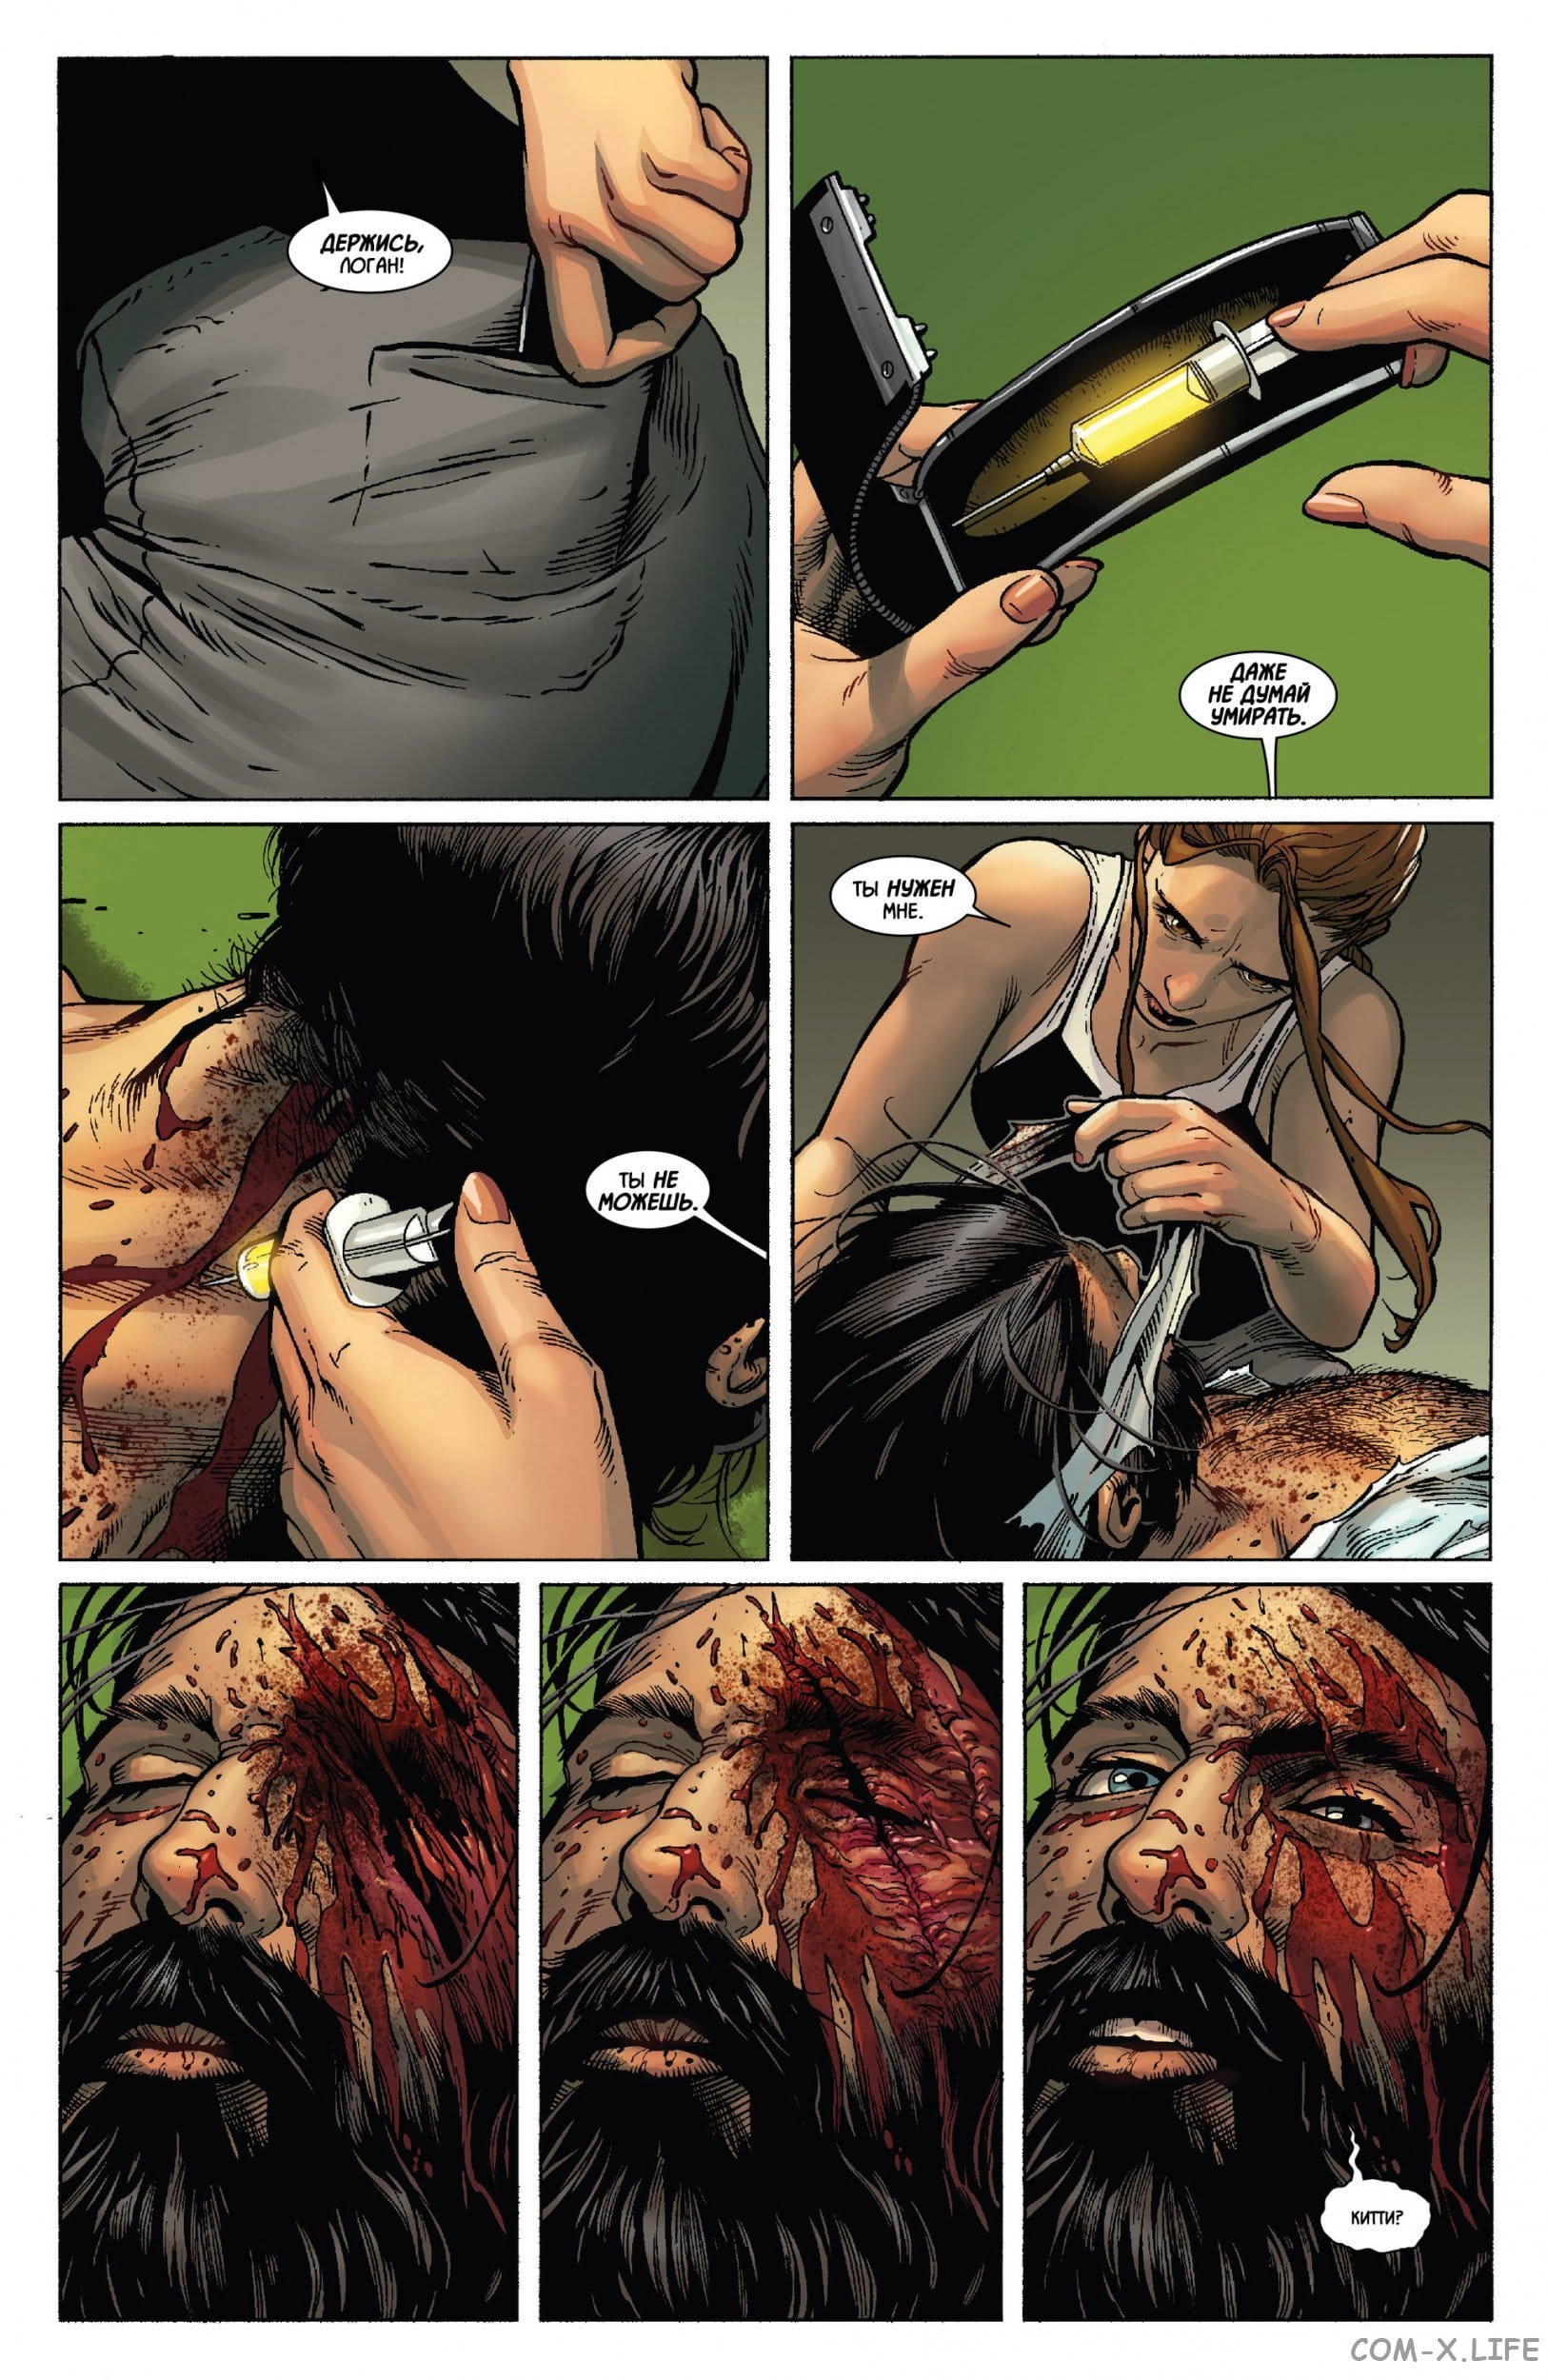 ДЕРЖИСЬ,
ЛОГАН!
ДАЖЕ
НЕ ДУМАЙ
УМИРАТЬ.
ТЫ НЕ
МОЖЕШЬ.
ТЫ НУЖЕН
МНЕ.
КИТТИ?
COM-X.LIFE